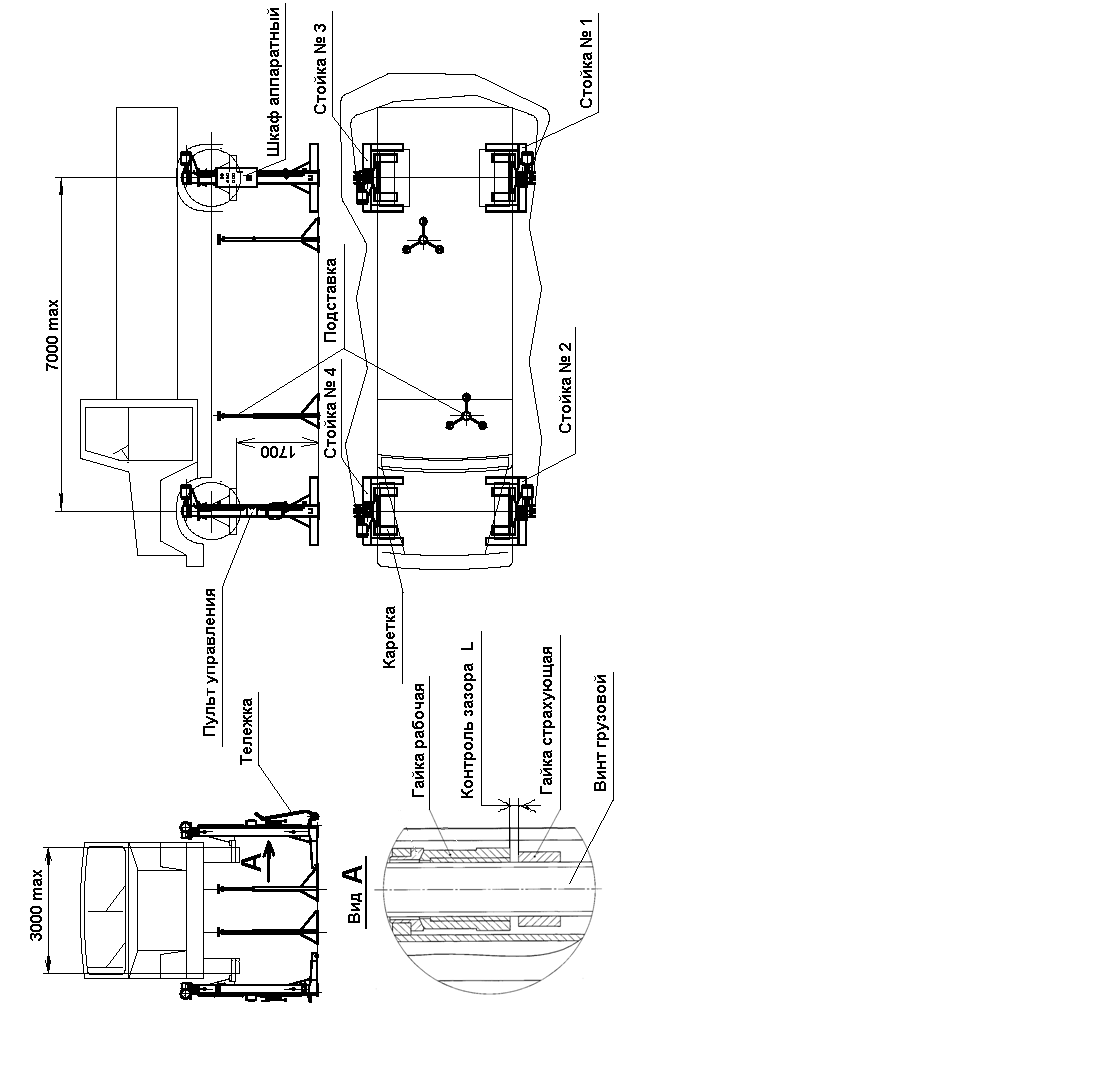 7000 max
Шкаф аппаратный
Стойка № 3
Стойка № 1
Подставка
1700
Стойка № 4
Стойка № 2
Пульт управления
Каретка
Тележка
3000 max
А
Вид А
Гайка рабочая
Контроль зазора L
Гайка страхующая
Винт грузовой